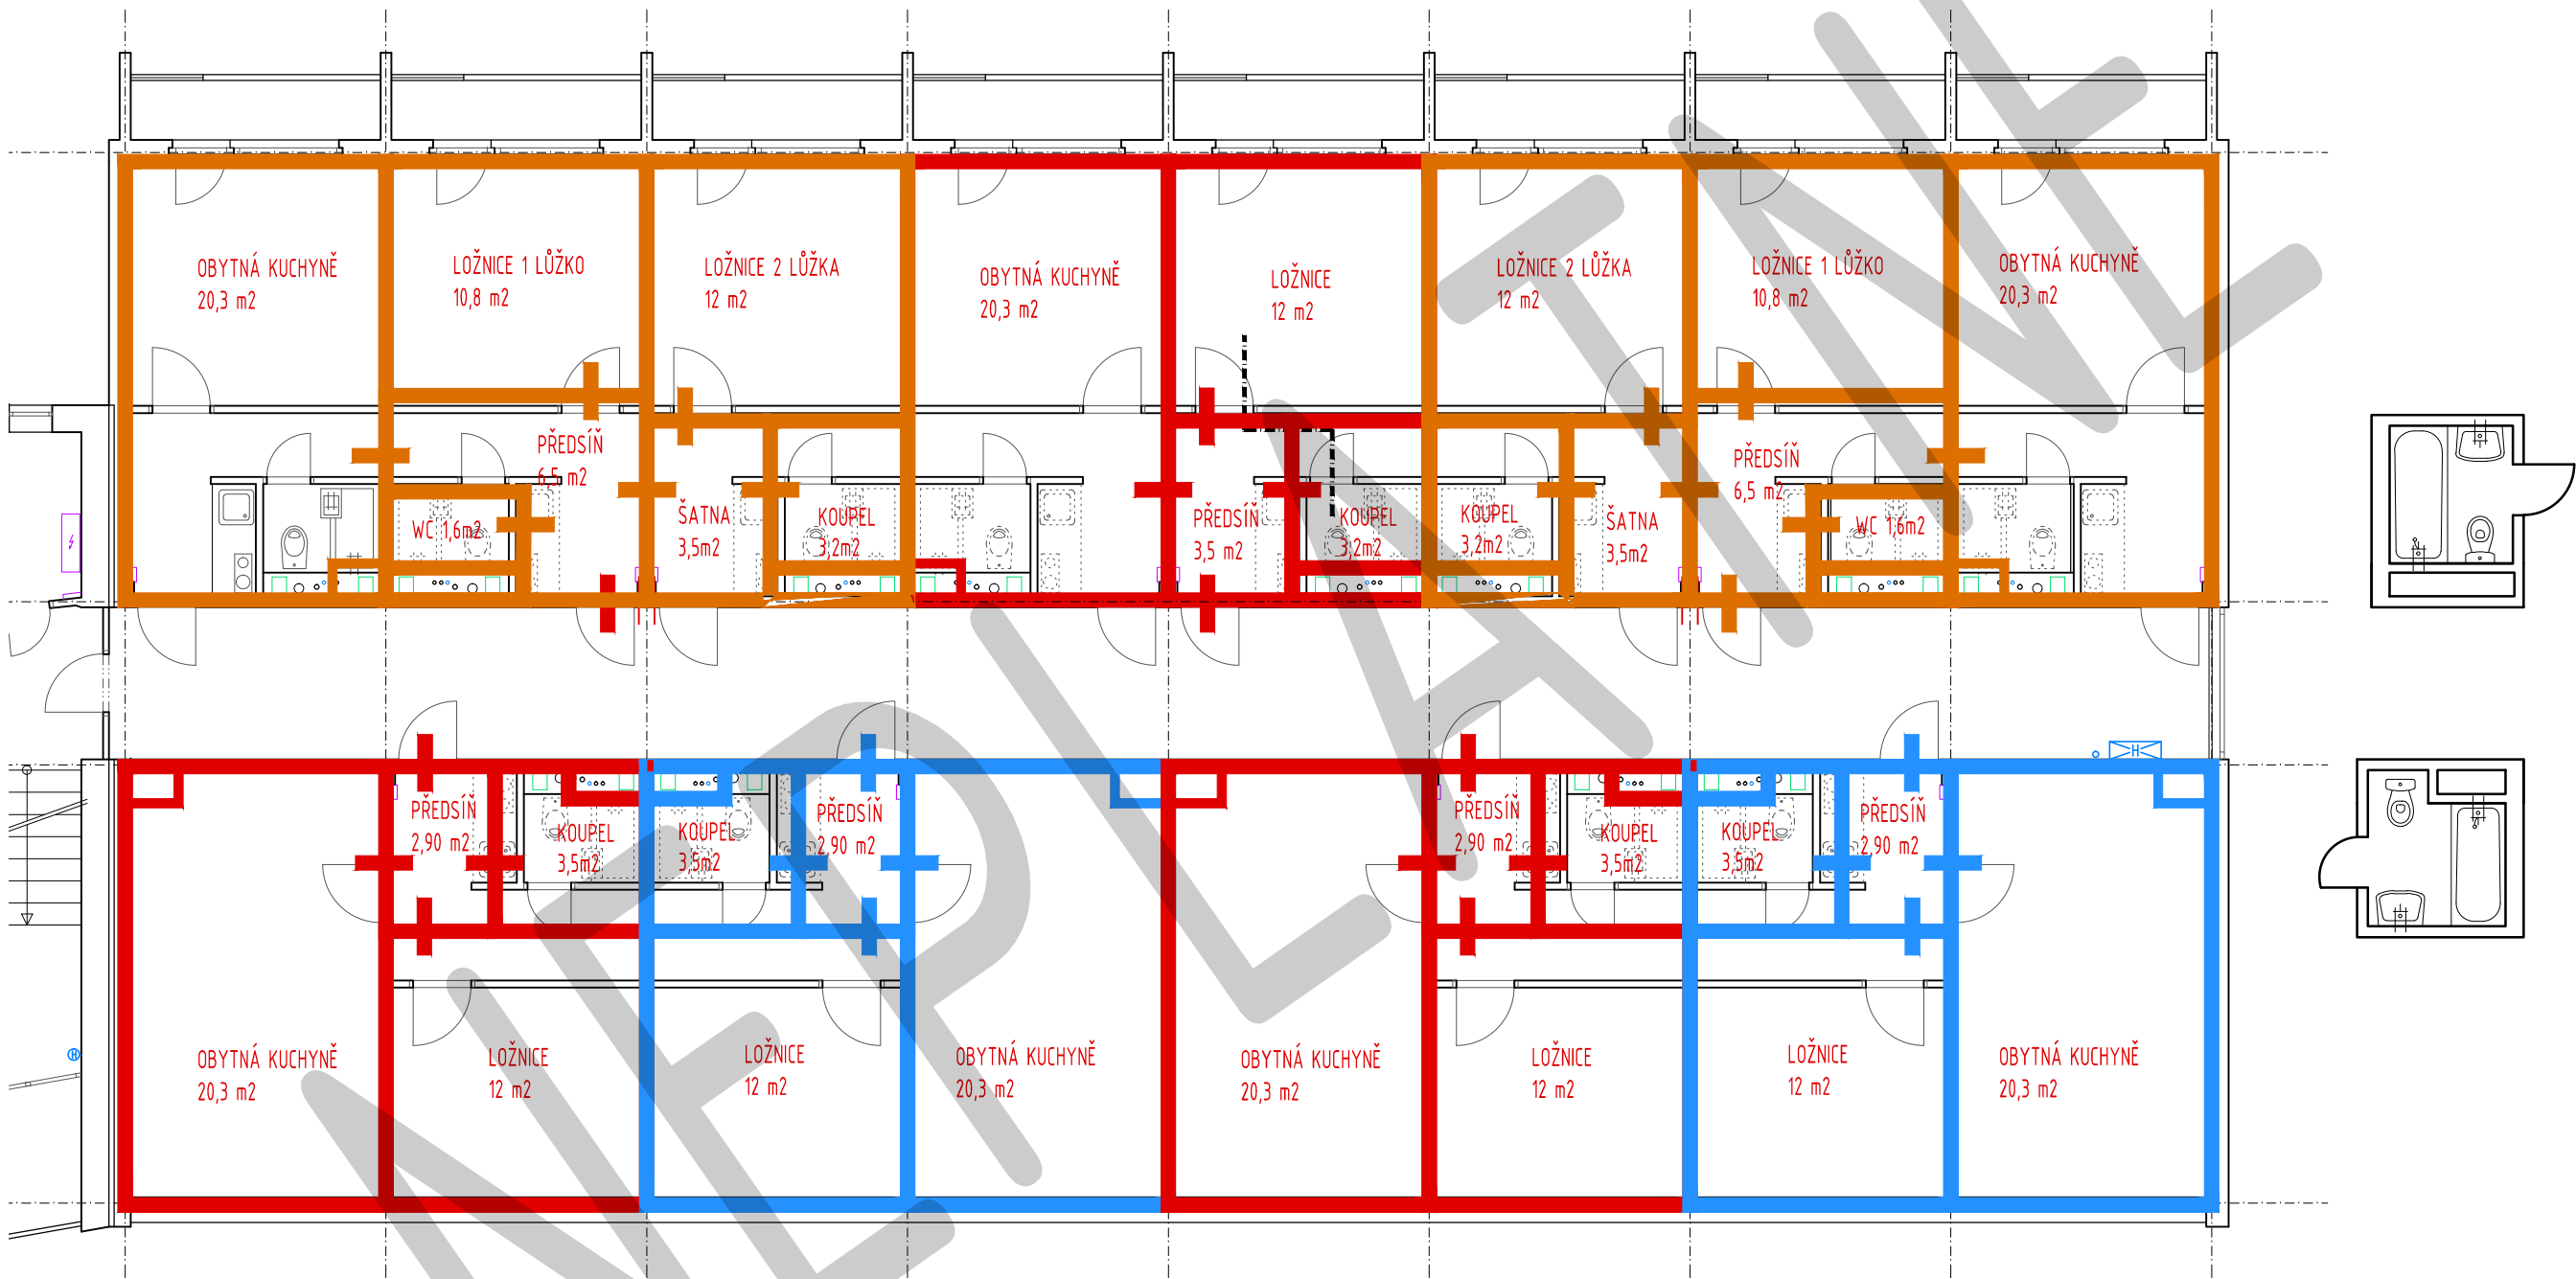 OBYTNÁ KUCHYNĚ
20,3 m2
LOŽNICE 1 LŮŽKO
10,8 m2
LOŽNICE 2 LŮŽKA
12 m2
OBYTNÁ KUCHYNĚ
20,3 m2
LOŽNICE
12 m2
LOŽNICE 2 LŮŽKA
12 m2
LOŽNICE 1 LŮŽKO
10,8 m2
OBYTNÁ KUCHYNĚ
20,3 m2
PŘEDSÍŇ
6,5 m2
WC 1,6m2
ŠATNA
3,5m2
KOUPEL
3,2m2
PŘEDSÍŇ
3,5 m2
KOUPEL
3,2m2
KOUPEL
3,2m2
ŠATNA
3,5m2
PŘEDSÍŇ
6,5 m2
WC 1,6m2
PŘEDSÍŇ
2,90 m2
KOUPEL
3,5m2
KOUPEL
3,5m2
PŘEDSÍŇ
2,90 m2
PŘEDSÍŇ
2,90 m2
KOUPEL
3,5m2
KOUPEL
3,5m2
PŘEDSÍŇ
2,90 m2
H
H
OBYTNÁ KUCHYNĚ
20,3 m2
LOŽNICE
12 m2
LOŽNICE
12 m2
OBYTNÁ KUCHYNĚ
20,3 m2
OBYTNÁ KUCHYNĚ
20,3 m2
LOŽNICE
12 m2
LOŽNICE
12 m2
OBYTNÁ KUCHYNĚ
20,3 m2
NEPLATNÉ